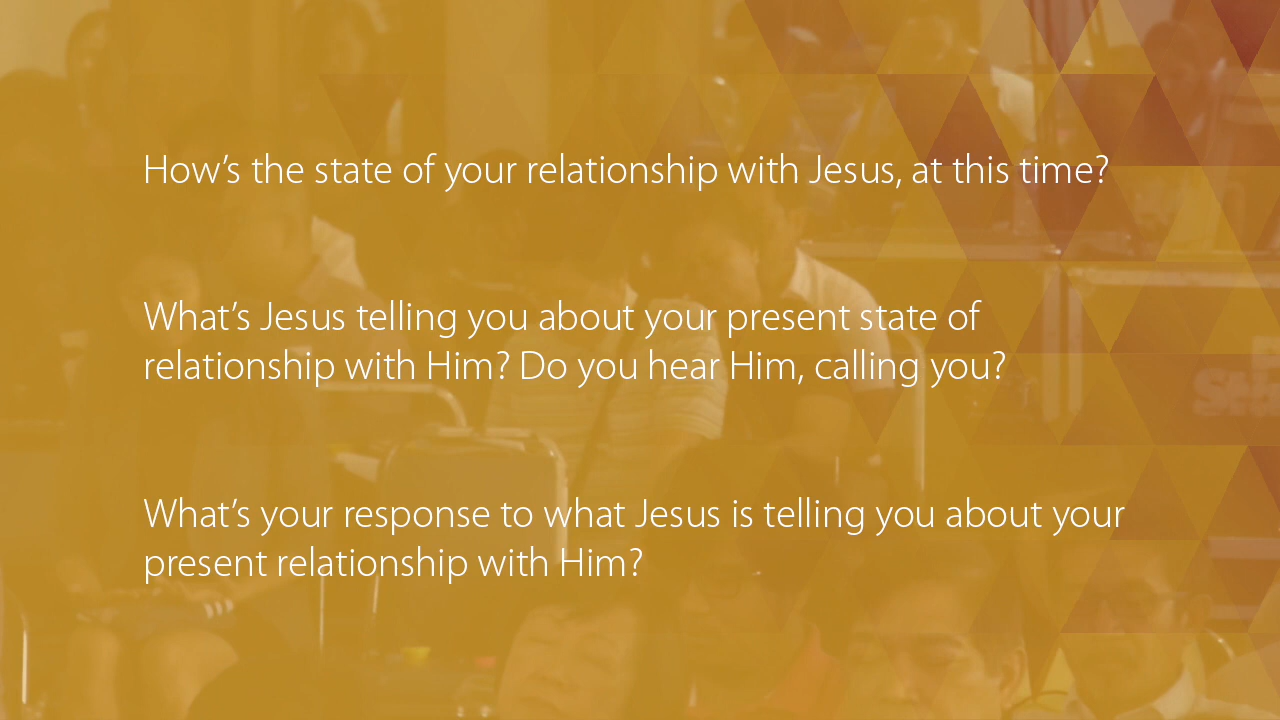 How’s the state of your relationship with Jesus, at this time?
What’s Jesus telling you about your present state of
relationship with Him? Do you hear Him, calling you?
What’s your response to what Jesus is telling you about your
present relationship with Him?